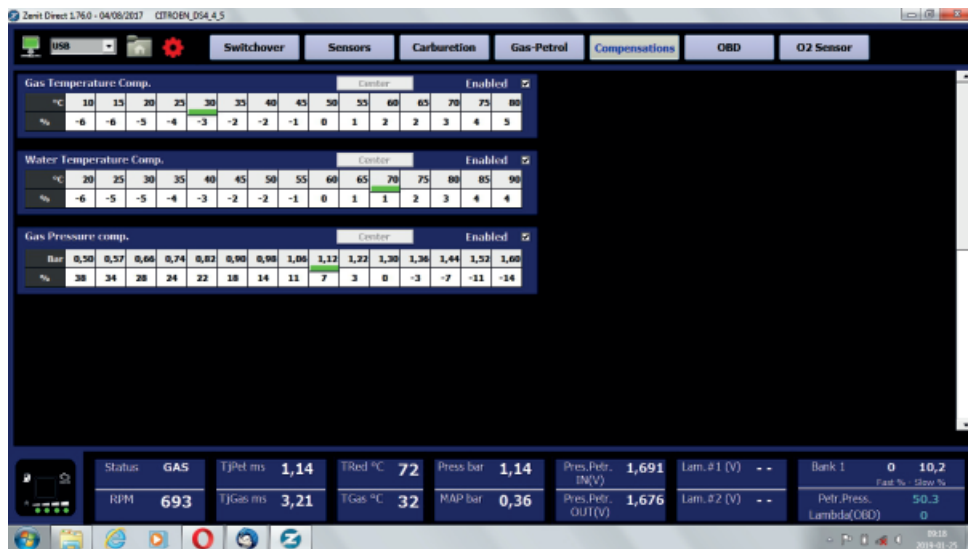 Zenit Direct 1.76.0 - 04/08/2017 CITROEN_DS4_4_5
USB Switchover Sensors Carburetion Gas-Petrol Compensations OBD O2 Sensor
Gas Temperature Comp. Center Enabled
°C 10 15 20 25 30 35 40 45 50 55 60 65 70 75 80
% -6 -6 -5 -4 -3 -2 -2 -1 0 1 2 2 3 4 5
Water Temperature Comp. Center Enabled
°C 20 25 30 35 40 45 50 55 60 65 70 75 80 85 90
% -6 -5 -5 -4 -3 -2 -2 -1 0 1 1 2 3 4 4
Gas Pressure comp. Center Enabled
Bar 0,50 0,57 0,66 0,74 0,82 0,90 0,98 1,06 1,12 1,22 1,30 1,36 1,44 1,52 1,60
% 38 34 28 24 22 18 14 11 7 3 0 -3 -7 -11 -14
Status GAS TjPet ms 1,14 TRed °C 72 Press bar 1,14 Pres.Petr. IN(V) 1,691 Lam.#1 (V) - - Bank 1 0 10,2
Fast % - Slow %
RPM 693 TjGas ms 3,21 TGas °C 32 MAP bar 0,36 Pres.Petr. OUT(V) 1,676 Lam.#2 (V) - - Petr.Press. 50.3
Lambda(OBD) 0
09:18
2019-01-25